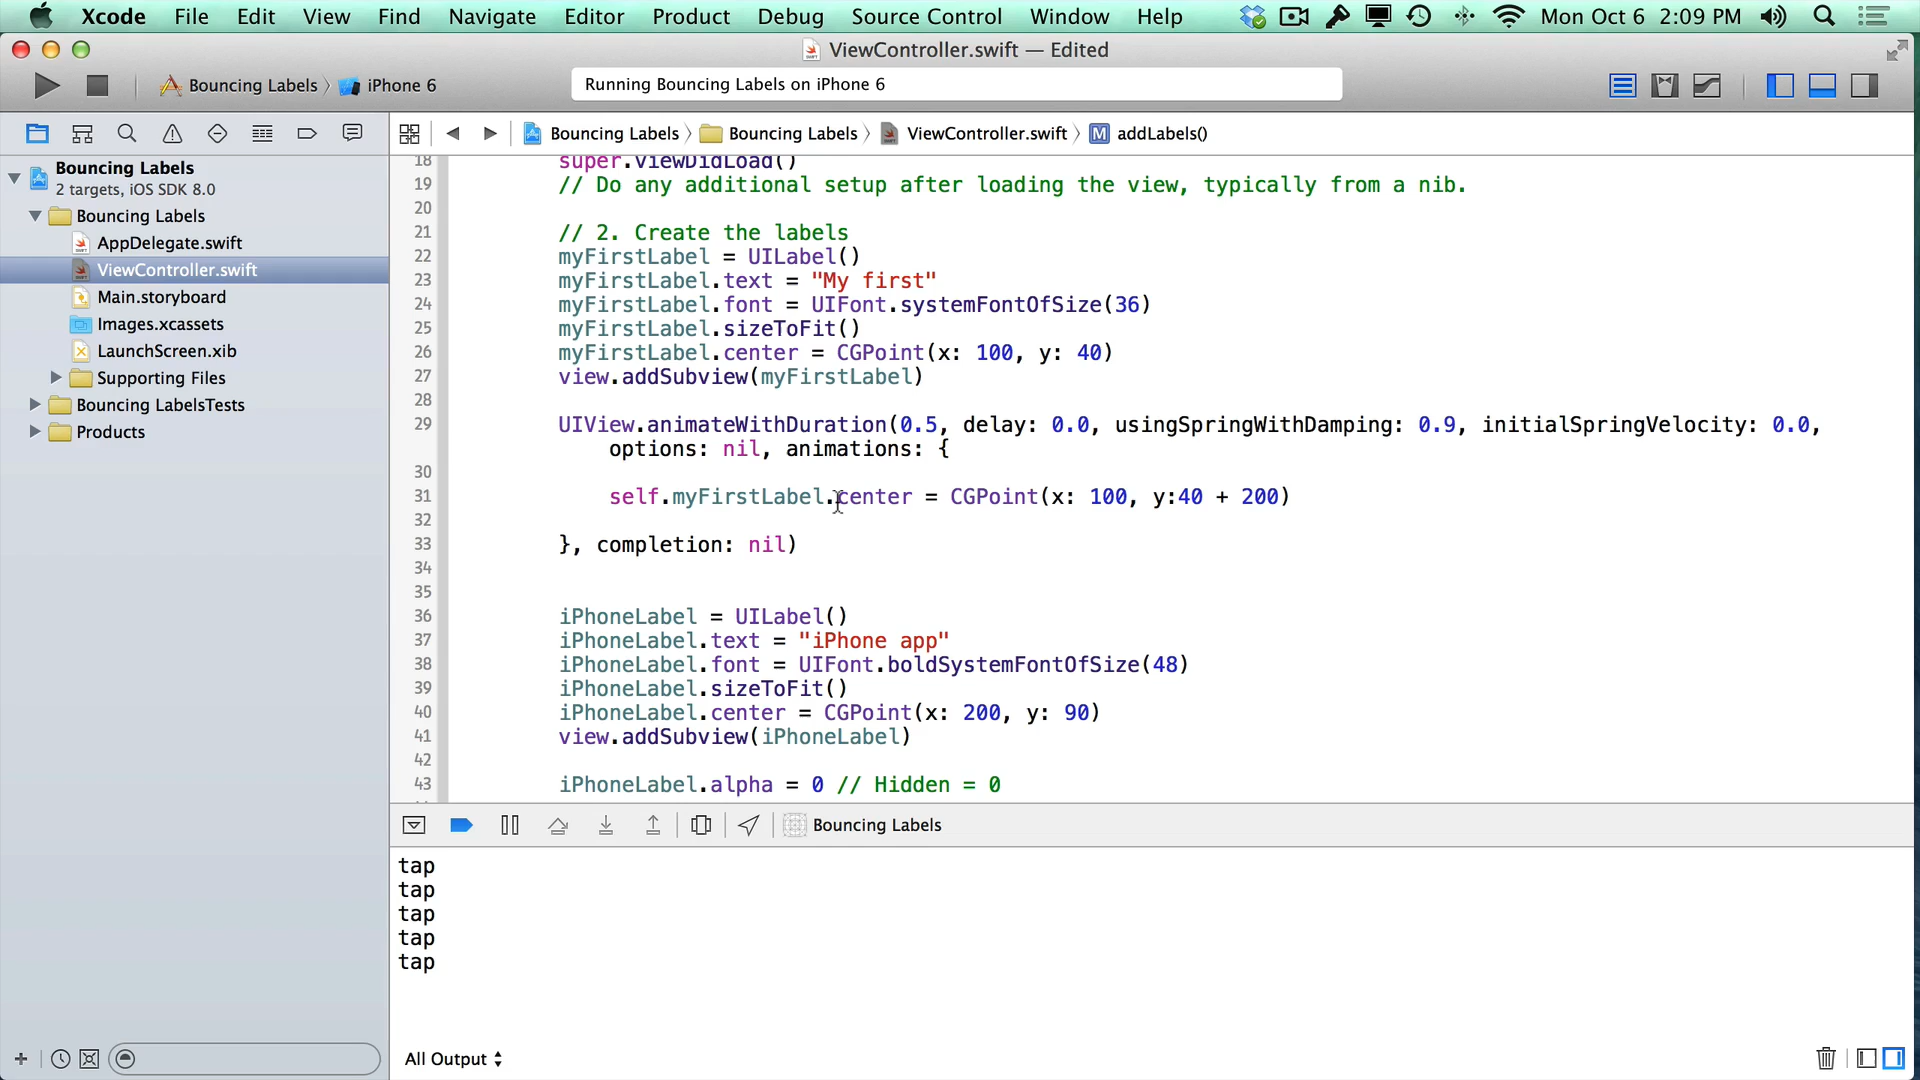 Xcode File Edit View Find Navigate Editor Product Debug Source Control Window Help Mon Oct 6 2:09 PM
ViewController.swift — Edited
Bouncing Labels iPhone 6
Running Bouncing Labels on iPhone 6
Bouncing Labels Bouncing Labels ViewController.swift M addLabels()
Bouncing Labels
2 targets, iOS SDK 8.0
Bouncing Labels
AppDelegate.swift
ViewController.swift
Main.storyboard
Images.xcassets
LaunchScreen.xib
Supporting Files
Bouncing LabelsTests
Products
18 super.viewDidLoad()
19 // Do any additional setup after loading the view, typically from a nib.
20
21 // 2. Create the labels
22 myFirstLabel = UILabel()
23 myFirstLabel.text = "My first"
24 myFirstLabel.font = UIFont.systemFontOfSize(36)
25 myFirstLabel.sizeToFit()
26 myFirstLabel.center = CGPoint(x: 100, y: 40)
27 view.addSubview(myFirstLabel)
28
29 UIView.animateWithDuration(0.5, delay: 0.0, usingSpringWithDamping: 0.9, initialSpringVelocity: 0.0,
options: nil, animations: {
30
31 self.myFirstLabel.center = CGPoint(x: 100, y:40 + 200)
32
33 }, completion: nil)
34
35
36 iPhoneLabel = UILabel()
37 iPhoneLabel.text = "iPhone app"
38 iPhoneLabel.font = UIFont.boldSystemFontOfSize(48)
39 iPhoneLabel.sizeToFit()
40 iPhoneLabel.center = CGPoint(x: 200, y: 90)
41 view.addSubview(iPhoneLabel)
42
43 iPhoneLabel.alpha = 0 // Hidden = 0
Bouncing Labels
tap
tap
tap
tap
tap
All Output